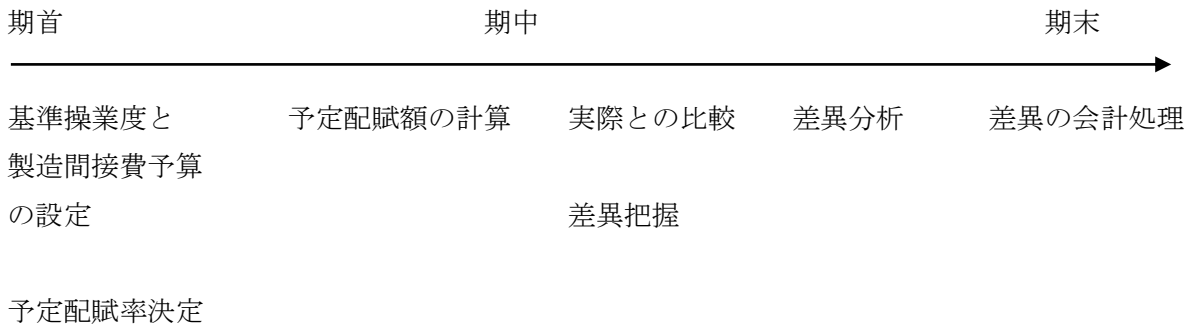 期首 期中 期末
基準操業度と 予定配賦額の計算 実際との比較 差異分析 差異の会計処理
製造間接費予算
の設定 差異把握
予定配賦率決定